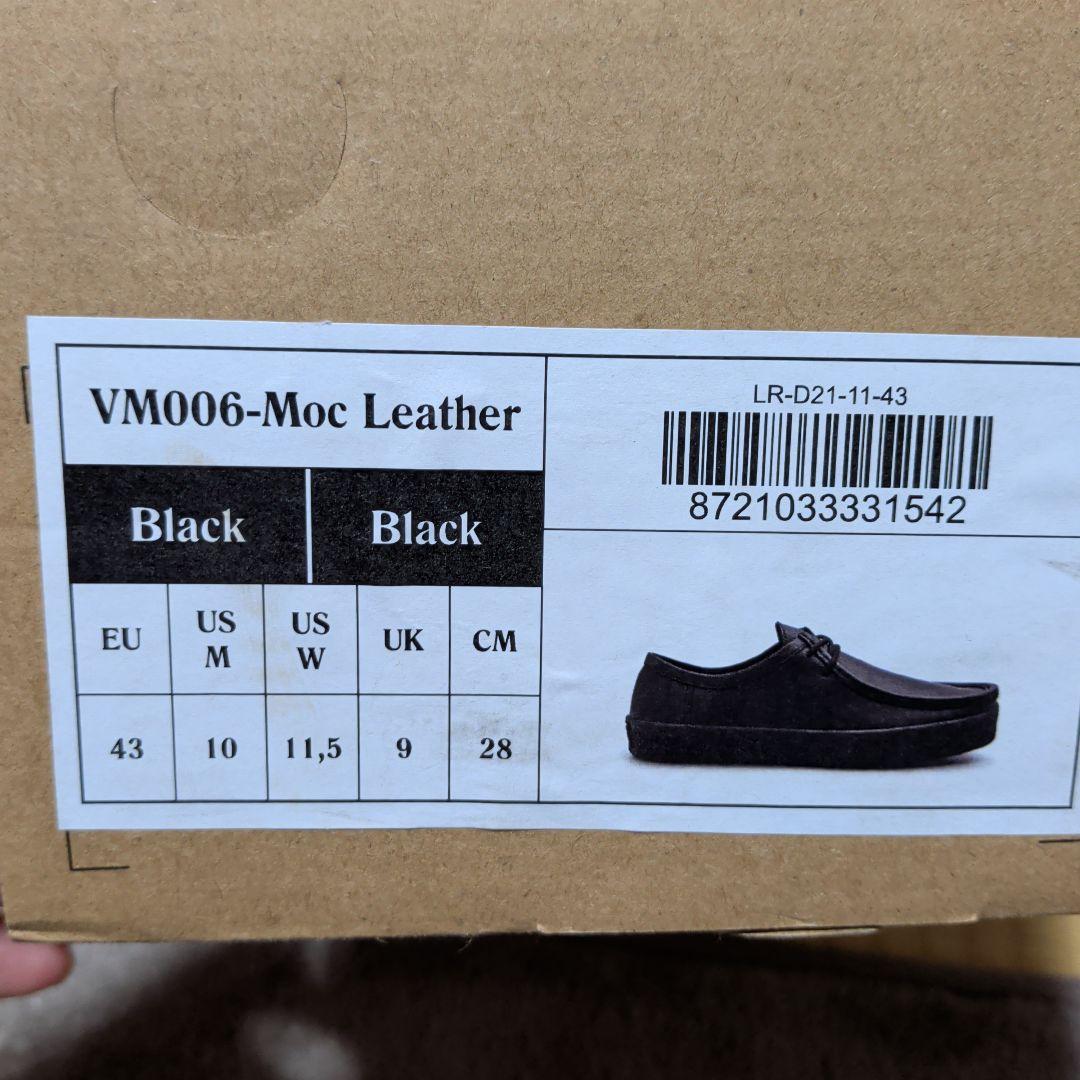 VM006-Moc Leather
LR-D21-11-43
8721033331542
Black Black
EU US M US W UK CM
43 10 11,5 9 28